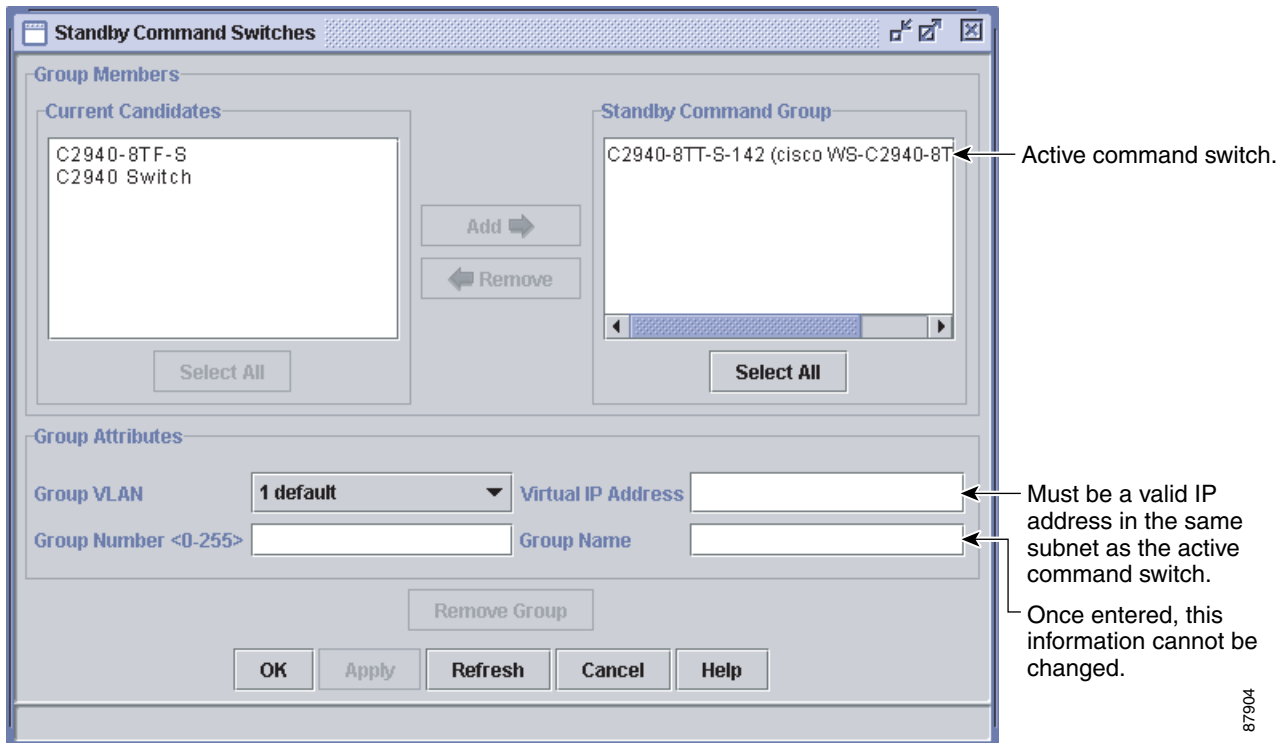 Standby Command Switches
Group Members
Current Candidates
C2940-8TF-S
C2940 Switch
Add
Remove
Select All
Standby Command Group
C2940-8TT-S-142 (cisco WS-C2940-8T
Select All
Active command switch.
Group Attributes
Group VLAN
1 default
Virtual IP Address
Group Number <0-255>
Group Name
Must be a valid IP
address in the same
subnet as the active
command switch.
Once entered, this
information cannot be
changed.
Remove Group
OK
Apply
Refresh
Cancel
Help
87904